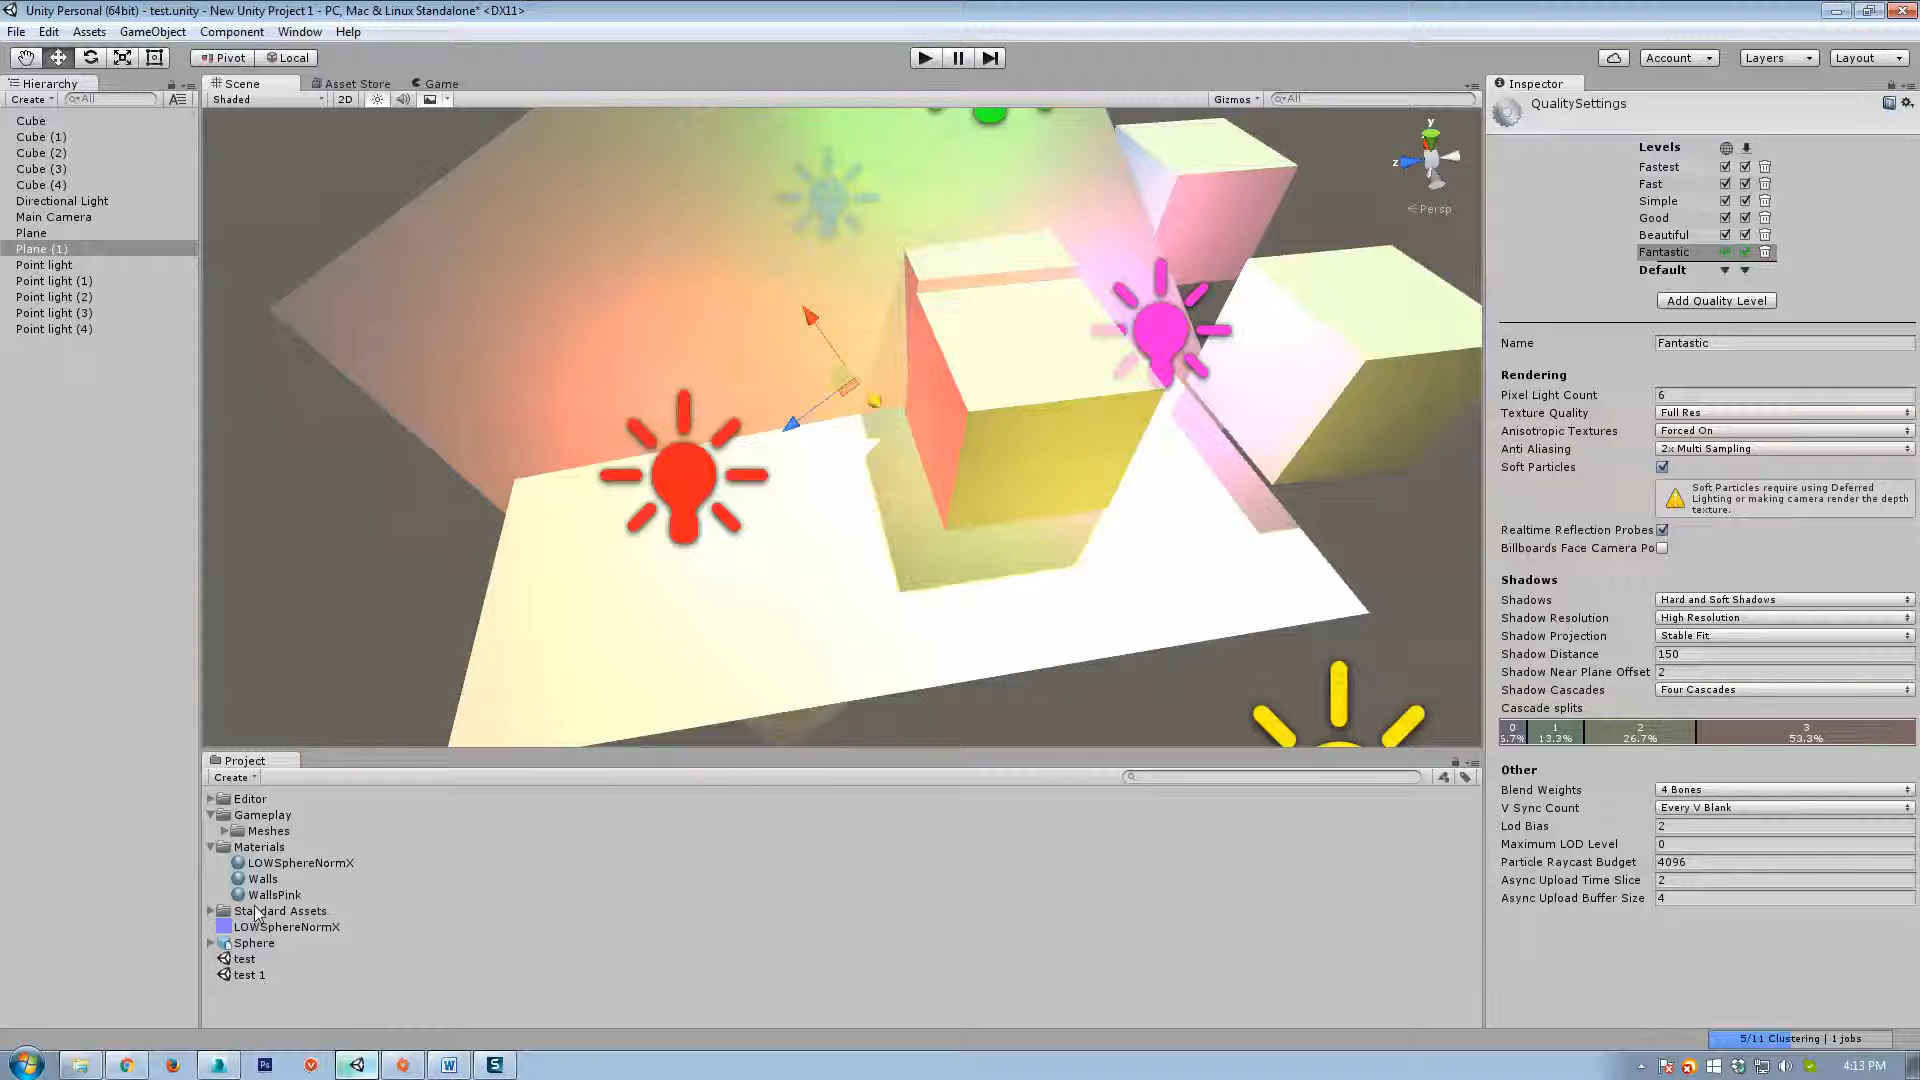 Unity Personal (64bit) - test.unity - New Unity Project 1 - PC, Mac & Linux Standalone* <DX11>
File Edit Assets GameObject Component Window Help
Pivot Local Account Layers Layout
Hierarchy Scene Asset Store Game Inspector
Create All Shaded 2D Gizmos All
QualitySettings
Cube
Cube (1)
Cube (2)
Cube (3)
Cube (4)
Directional Light
Main Camera
Plane
Plane (1)
Point light
Point light (1)
Point light (2)
Point light (3)
Point light (4)
y
z
Persp
Levels
Fastest
Fast
Simple
Good
Beautiful
Fantastic
Default
Add Quality Level
Name Fantastic
Rendering
Pixel Light Count 6
Texture Quality Full Res
Anisotropic Textures Forced On
Anti Aliasing 2x Multi Sampling
Soft Particles
Soft Particles require using Deferred
Lighting or making camera render the depth
texture.
Realtime Reflection Probes
Billboards Face Camera Po
Shadows
Shadows Hard and Soft Shadows
Shadow Resolution High Resolution
Shadow Projection Stable Fit
Shadow Distance 150
Shadow Near Plane Offset 2
Shadow Cascades Four Cascades
Cascade splits
0 1 2 3
13.3% 26.7% 53.3%
Other
Blend Weights 4 Bones
V Sync Count Every V Blank
Lod Bias 2
Maximum LOD Level 0
Particle Raycast Budget 4096
Async Upload Time Slice 2
Async Upload Buffer Size 4
Project
Create
Editor
Gameplay
Meshes
Materials
LOWSphereNormX
Walls
WallsPink
Standard Assets
LOWSphereNormX
Sphere
test
test 1
5/11 Clustering | 1 jobs
Ps W S
4:13 PM